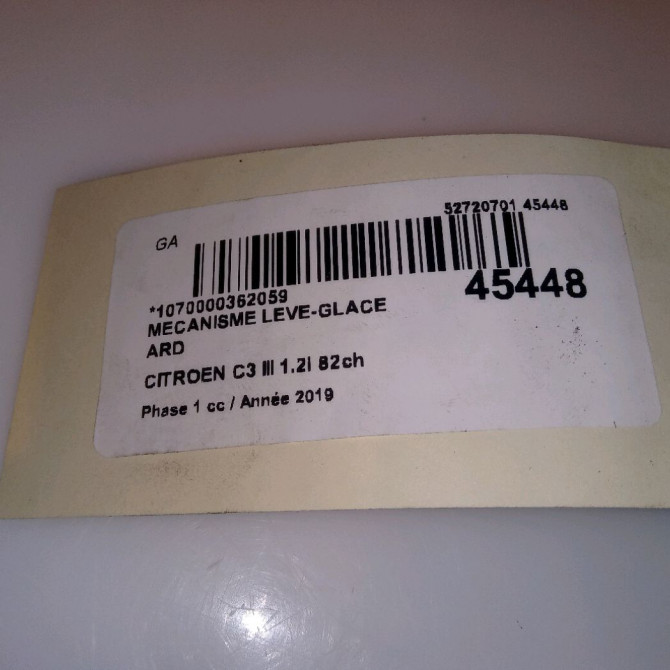 GA
52720701 45448
*1070000362059
45448
MECANISME LEVE-GLACE
ARD
CITROEN C3 III 1.2i 82ch
Phase 1 cc / Année 2019